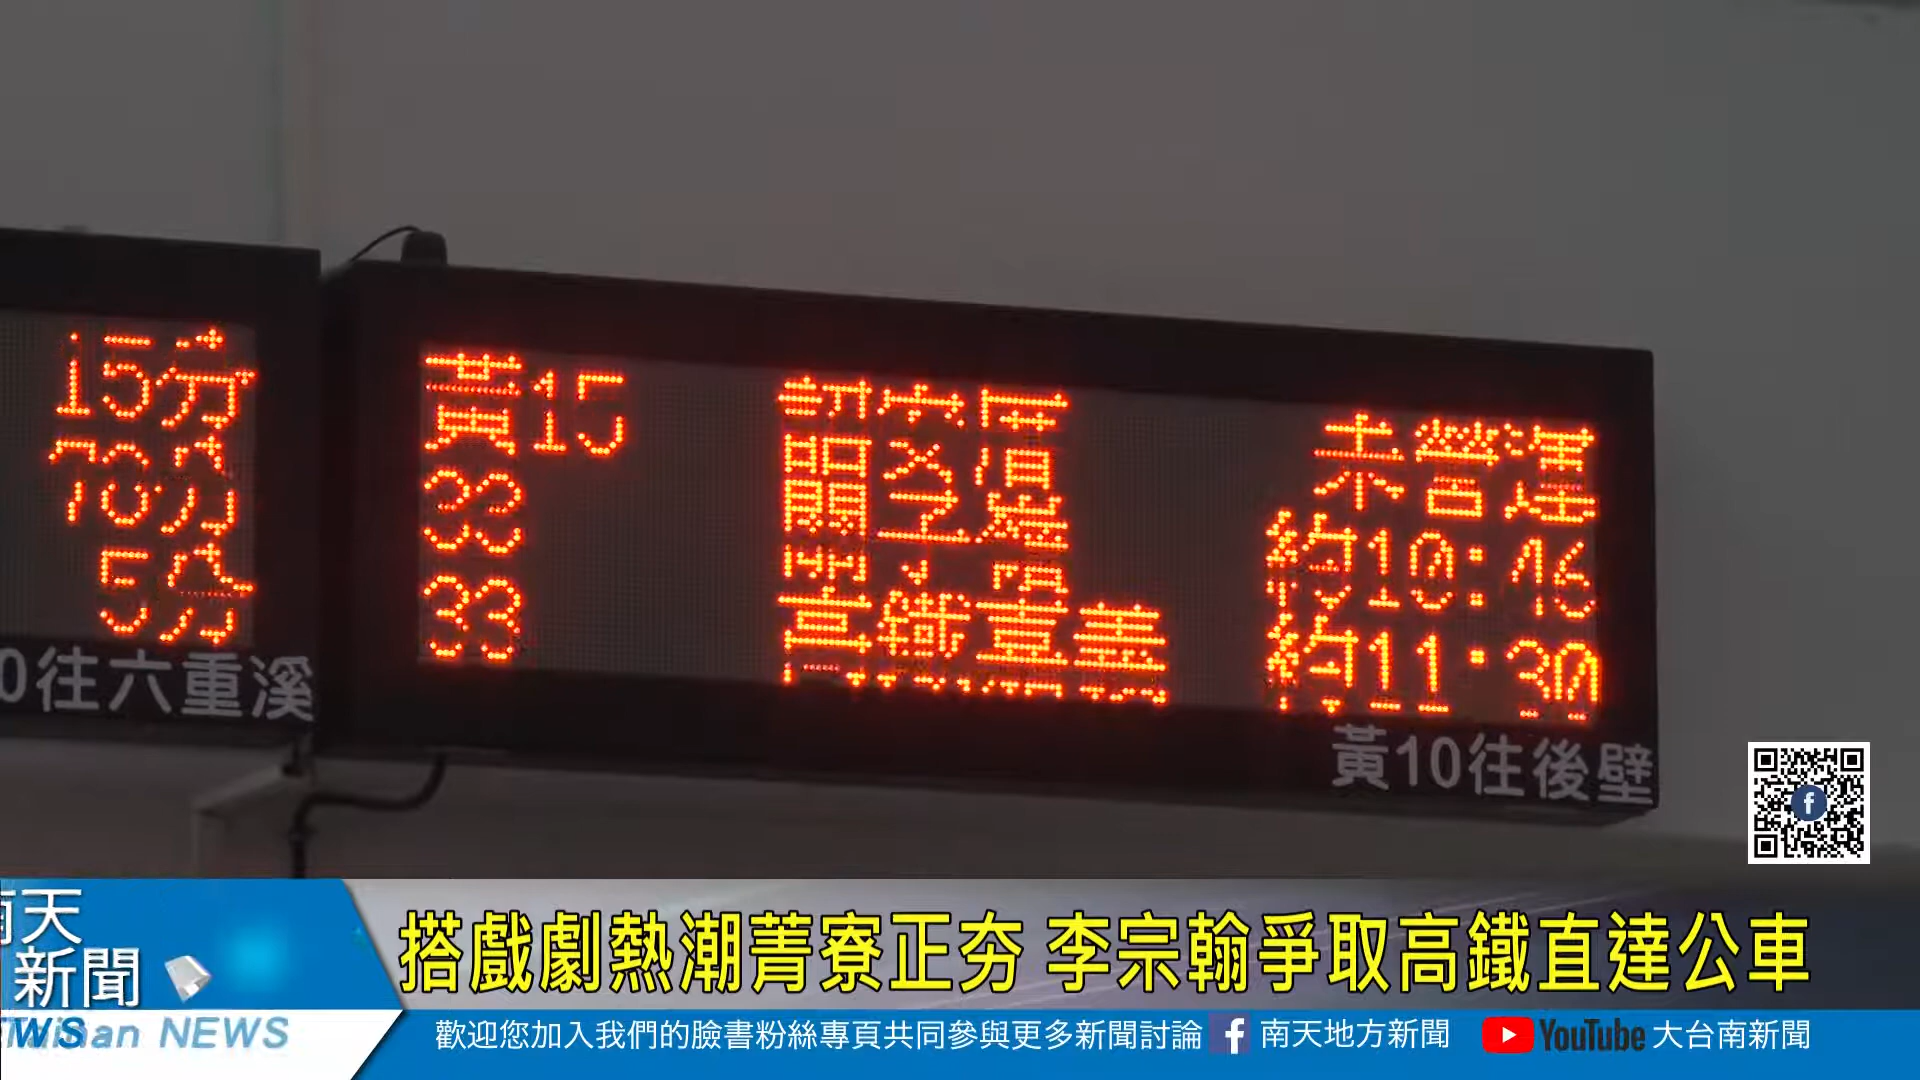 15分
70分
5分
0往六重溪
黃15
未營運
33
約10:46
33
高鐵嘉義
約11:30
黃10往後壁
南天
新聞
Tainan NEWS
搭戲劇熱潮菁寮正夯 李宗翰爭取高鐵直達公車
歡迎您加入我們的臉書粉絲專頁共同參與更多新聞討論 f 南天地方新聞 YouTube 大台南新聞